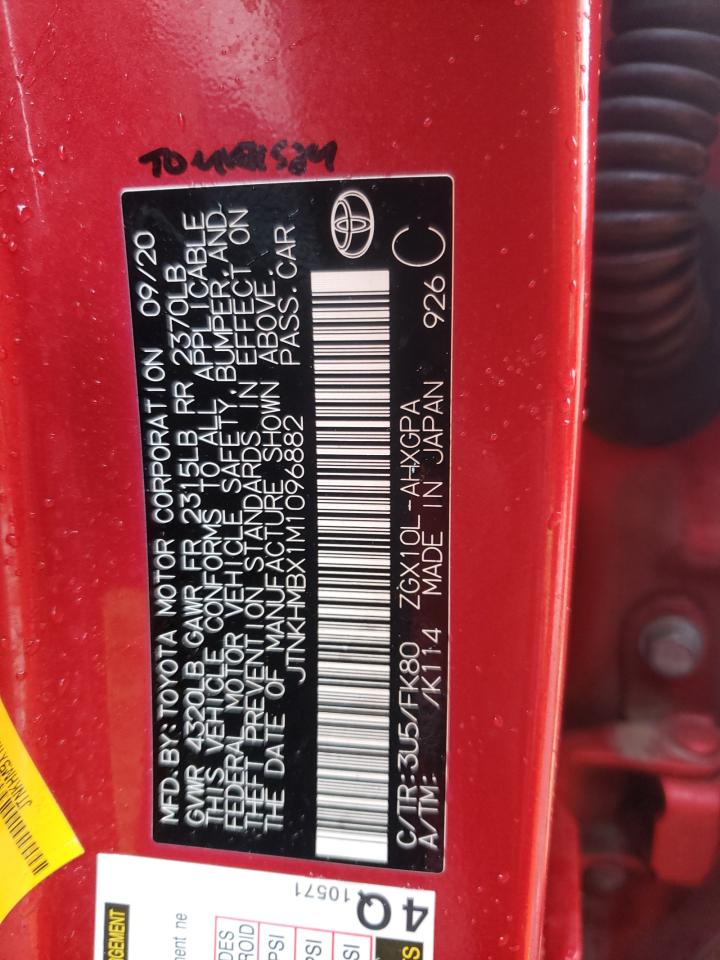 MFD.BY: TOYOTA MOTOR CORPORATION 09/20
GVWR 4320LB GAWR FR 2315LB RR 2370LB
THIS VEHICLE CONFORMS TO ALL APPLICABLE
FEDERAL MOTOR VEHICLE SAFETY, BUMPER, AND
THEFT PREVENTION STANDARDS IN EFFECT ON
THE DATE OF MANUFACTURE SHOWN ABOVE.
JTNKHMBX1M1096882 PASS.CAR
C/TR:3U5/FK80 ZGX10L-AHXGPA 926 C
A/TM: /K114 MADE IN JAPAN
4Q
10571